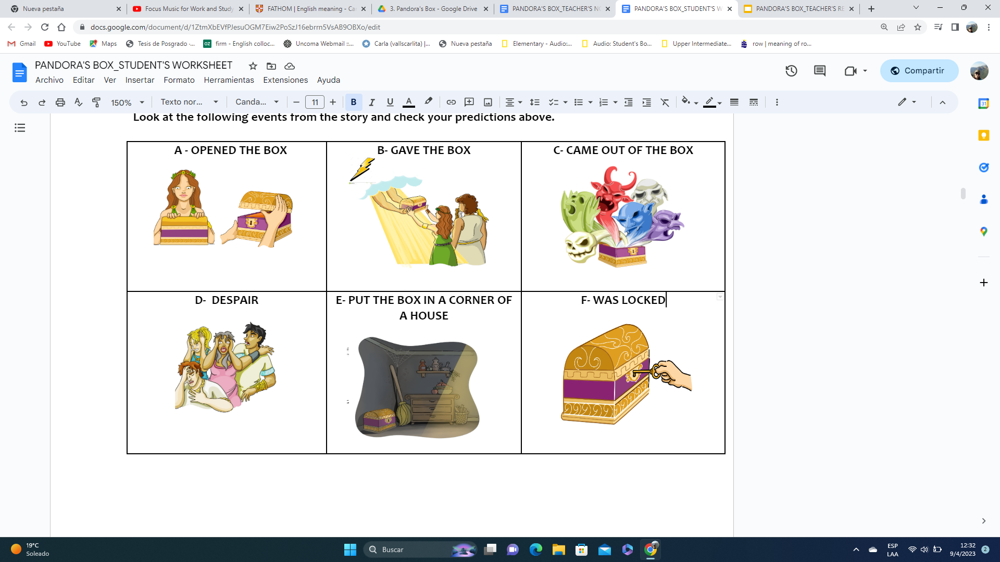 Nueva pestaña
Focus Music for Work and Study
FATHOM | English meaning - Ca
3. Pandora's Box - Google Drive
PANDORA'S BOX_TEACHER'S NO
PANDORA'S BOX_STUDENT'S W
PANDORA'S BOX_TEACHER'S RE
docs.google.com/document/d/1ZtmXbEVfPJesuOGM7Eiw2PoSzJ16ebrrn5VsAB9OBXo/edit
Gmail
YouTube
Maps
Tesis de Posgrado -...
oz
firm - English colloc...
Uncoma Webmail ::...
Carla (vallscarlita) |...
Nueva pestaña
Elementary - Audio:...
Audio: Student's Bo...
Upper Intermediate...
row | meaning of ro...
PANDORA'S BOX_STUDENT'S WORKSHEET
Archivo Editar Ver Insertar Formato Herramientas Extensiones Ayuda
Compartir
150% Texto nor... Canda... 11 B I U A
31
Look at the following events from the story and check your predictions above.
A - OPENED THE BOX
B- GAVE THE BOX
C- CAME OUT OF THE BOX
D- DESPAIR
E- PUT THE BOX IN A CORNER OF
A HOUSE
F- WAS LOCKED
19°C
Soleado
Buscar
ESP
LAA
12:32
9/4/2023
2